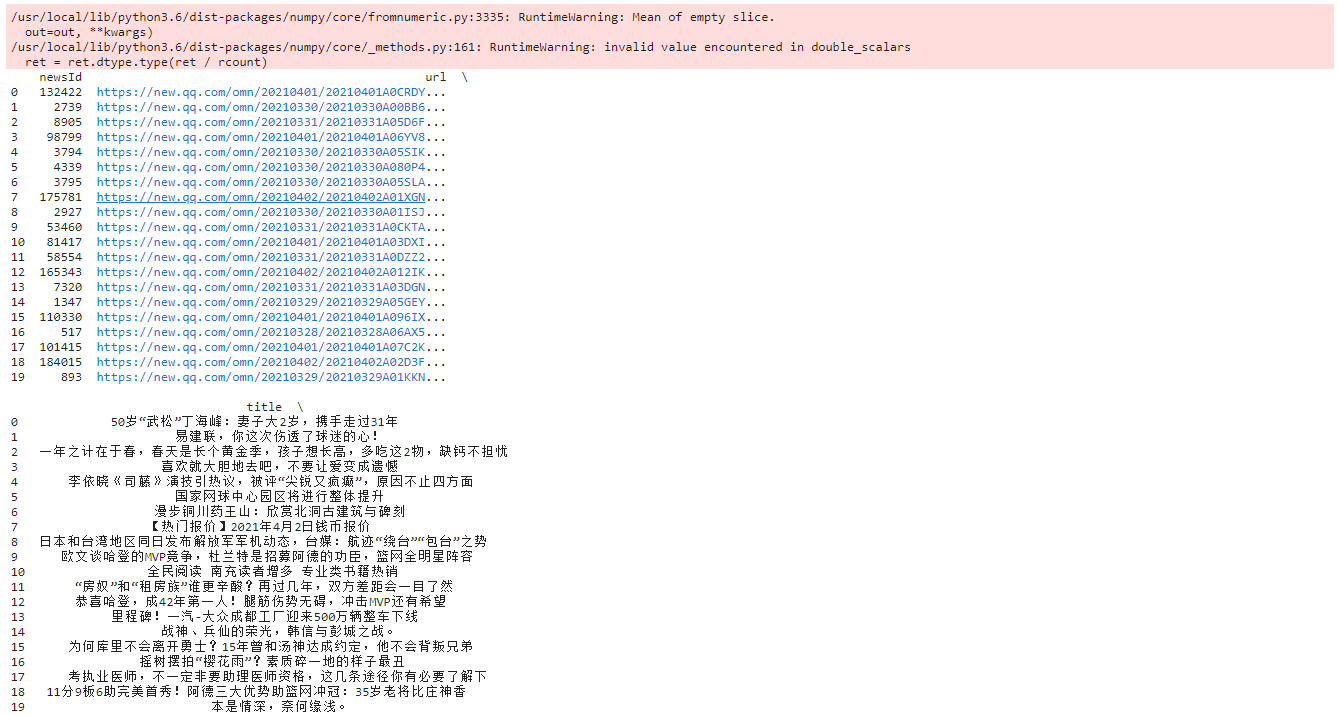 /usr/local/lib/python3.6/dist-packages/numpy/core/fromnumeric.py:3335: RuntimeWarning: Mean of empty slice.
out=out, **kwargs)
/usr/local/lib/python3.6/dist-packages/numpy/core/_methods.py:161: RuntimeWarning: invalid value encountered in double_scalars
ret = ret.dtype.type(ret / rcount)
newsId url \
0 132422 https://new.qq.com/omn/20210401/20210401A0CRDY...
1 2739 https://new.qq.com/omn/20210330/20210330A00BB6...
2 8905 https://new.qq.com/omn/20210331/20210331A05D6F...
3 98799 https://new.qq.com/omn/20210401/20210401A06YV8...
4 3794 https://new.qq.com/omn/20210330/20210330A05SIK...
5 4339 https://new.qq.com/omn/20210330/20210330A080P4...
6 3795 https://new.qq.com/omn/20210330/20210330A05SLA...
7 175781 https://new.qq.com/omn/20210402/20210402A01XGN...
8 2927 https://new.qq.com/omn/20210330/20210330A01ISJ...
9 53460 https://new.qq.com/omn/20210331/20210331A0CKTA...
10 81417 https://new.qq.com/omn/20210401/20210401A03DXI...
11 58554 https://new.qq.com/omn/20210331/20210331A0DZZ2...
12 165343 https://new.qq.com/omn/20210402/20210402A012IK...
13 7320 https://new.qq.com/omn/20210331/20210331A03DGN...
14 1347 https://new.qq.com/omn/20210329/20210329A05GEY...
15 110330 https://new.qq.com/omn/20210401/20210401A096IX...
16 517 https://new.qq.com/omn/20210328/20210328A06AX5...
17 101415 https://new.qq.com/omn/20210401/20210401A07C2K...
18 184015 https://new.qq.com/omn/20210402/20210402A02D3F...
19 893 https://new.qq.com/omn/20210329/20210329A01KKN...
title \
0 50岁“武松”丁海峰：妻子大2岁，携手走过31年
1 易建联，你这次伤透了球迷的心！
2 一年之计在于春，春天是长个黄金季，孩子想长高，多吃这2物，缺钙不担忧
3 喜欢就大胆地去吧，不要让爱变成遗憾
4 李依晓《司藤》演技引热议，被评“尖锐又疯癫”，原因不止四方面
5 国家网球中心园区将进行整体提升
6 漫步铜川药王山：欣赏北洞古建筑与碑刻
7 【热门报价】2021年4月2日钱币报价
8 日本和台湾地区同日发布解放军军机动态，台媒：航迹“绕台”“包台”之势
9 欧文谈哈登的MVP竞争，杜兰特是招募阿德的功臣，篮网全明星阵容
10 全民阅读 南充读者增多 专业类书籍热销
11 “房奴”和“租房族”谁更辛酸？再过几年，双方差距会一目了然
12 恭喜哈登，成42年第一人！腿筋伤势无碍，冲击MVP还有希望
13 里程碑！一汽-大众成都工厂迎来500万辆整车下线
14 战神、兵仙的荣光，韩信与彭城之战。
15 为何库里不会离开勇士？15年曾和汤神达成约定，他不会背叛兄弟
16 摇树摆拍“樱花雨”？素质碎一地的样子最丑
17 考执业医师，不一定非要助理医师资格，这几条途径你有必要了解下
18 11分9板6助完美首秀！阿德三大优势助篮网冲冠：35岁老将比庄神香
19 本是情深，奈何缘浅。